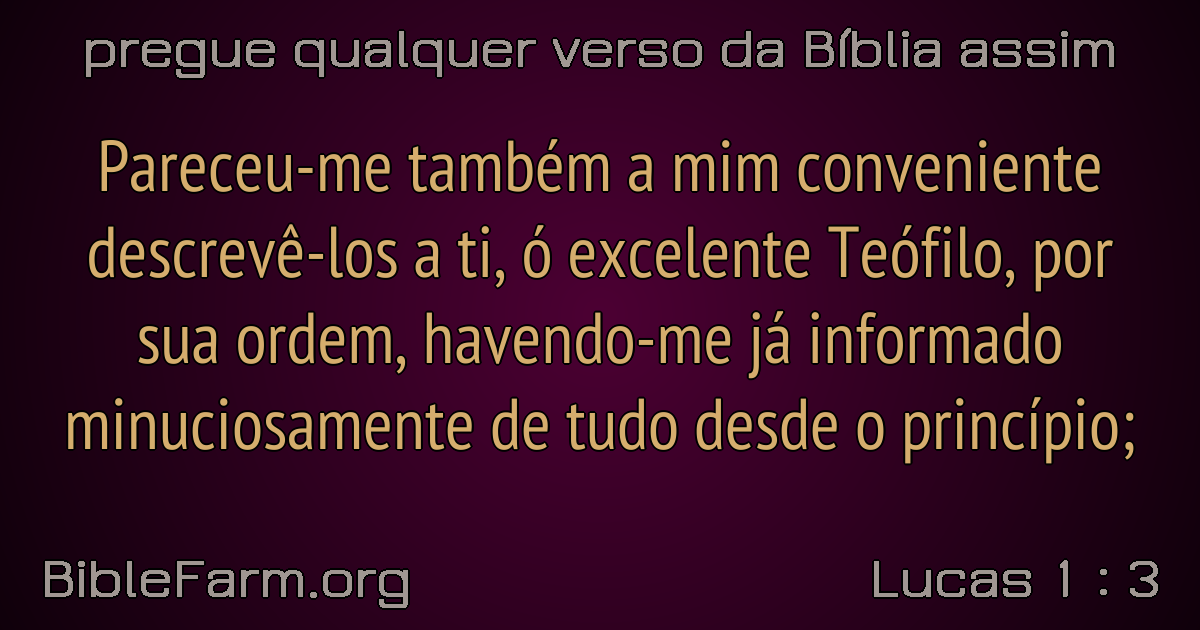 pregue qualquer verso da Bíblia assim
Pareceu-me também a mim conveniente
descrevê-los a ti, ó excelente Teófilo, por
sua ordem, havendo-me já informado
minuciosamente de tudo desde o princípio;
BibleFarm.org
Lucas 1 : 3